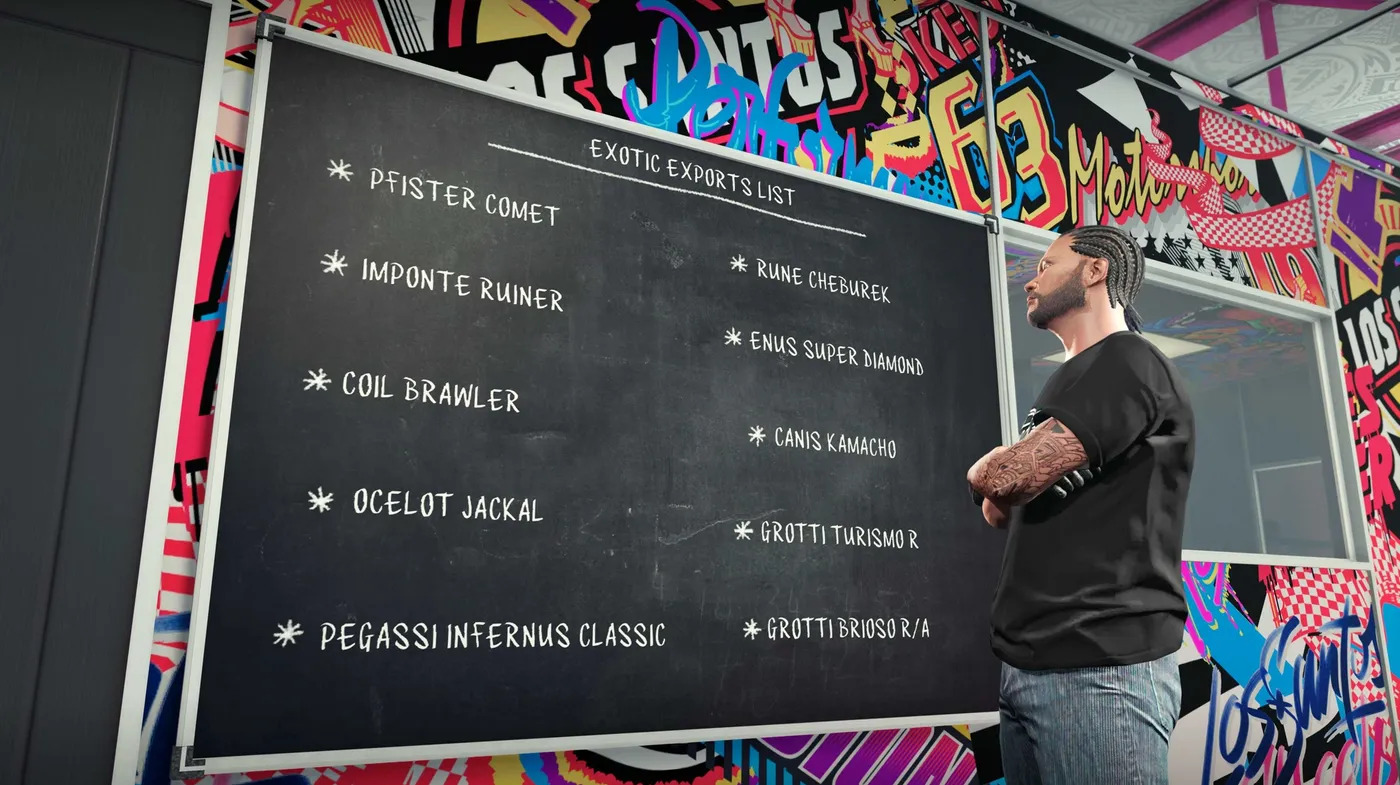 LOS SANTOS
63
EXOTIC EXPORTS LIST
* PFISTER COMET
* IMPONTE RUINER
* COIL BRAWLER
* OCELOT JACKAL
* PEGASSI INFERNUS CLASSIC
* RUNE CHEBUREK
* ENUS SUPER DIAMOND
* CANIS KAMACHO
* GROTTI TURISMO R
* GROTTI BRIOSO R/A
LOS
Los Santos